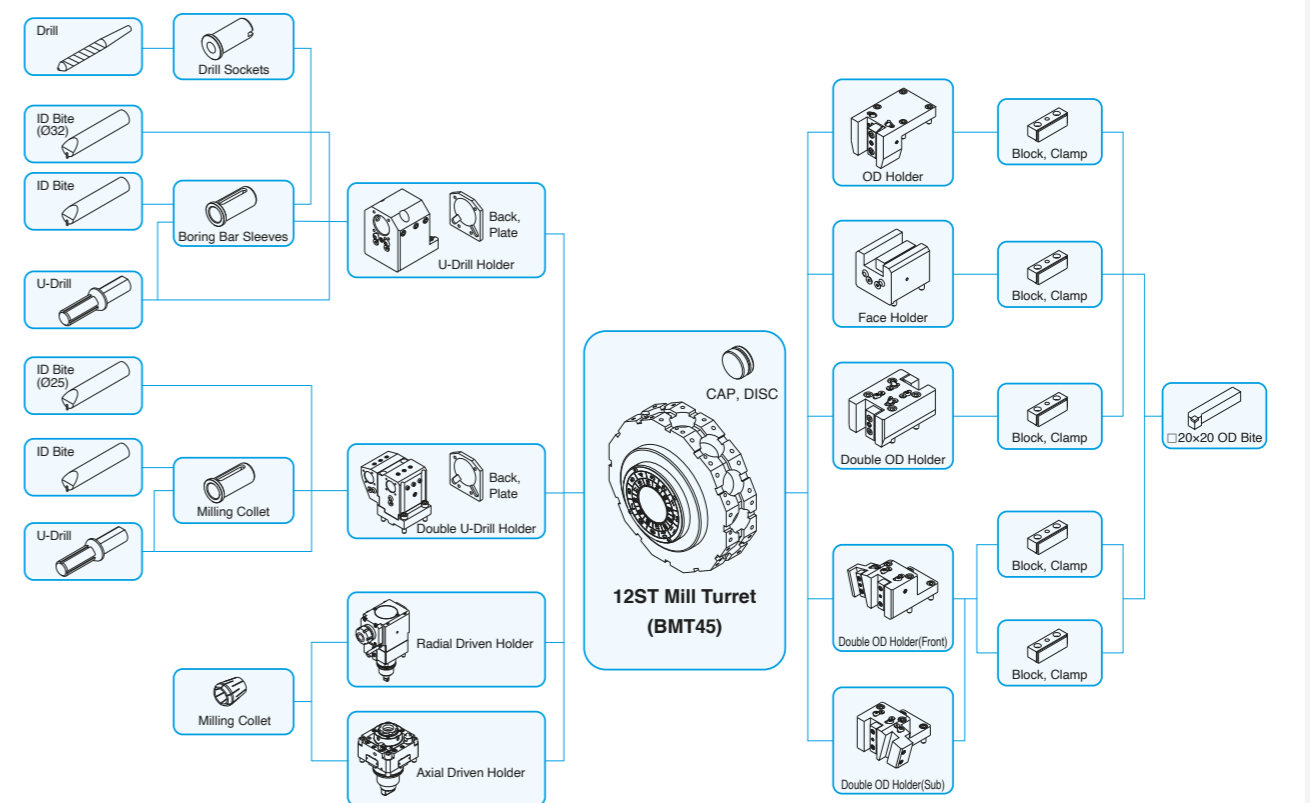 Drill
Drill Sockets
ID Bite
(Ø32)
ID Bite
Boring Bar Sleeves
U-Drill
Back,
Plate
U-Drill Holder
ID Bite
(Ø25)
ID Bite
Milling Collet
U-Drill
Back,
Plate
Double U-Drill Holder
Radial Driven Holder
Milling Collet
Axial Driven Holder
CAP, DISC
12ST Mill Turret
(BMT45)
OD Holder
Block, Clamp
Face Holder
Block, Clamp
Double OD Holder
Block, Clamp
□20×20 OD Bite
Double OD Holder(Front)
Block, Clamp
Block, Clamp
Double OD Holder(Sub)